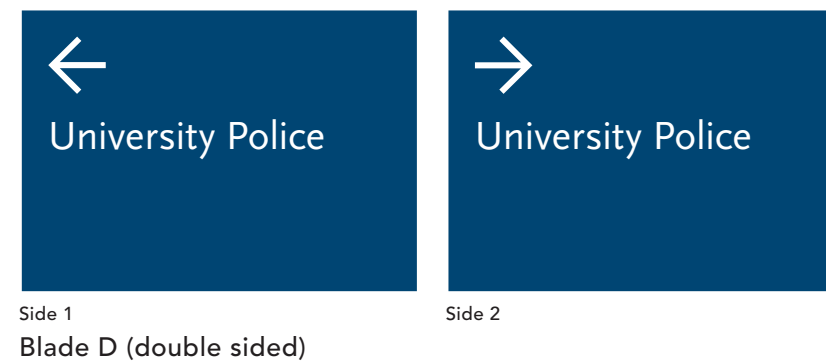 ←
University Police
→
University Police
Side 1
Side 2
Blade D (double sided)